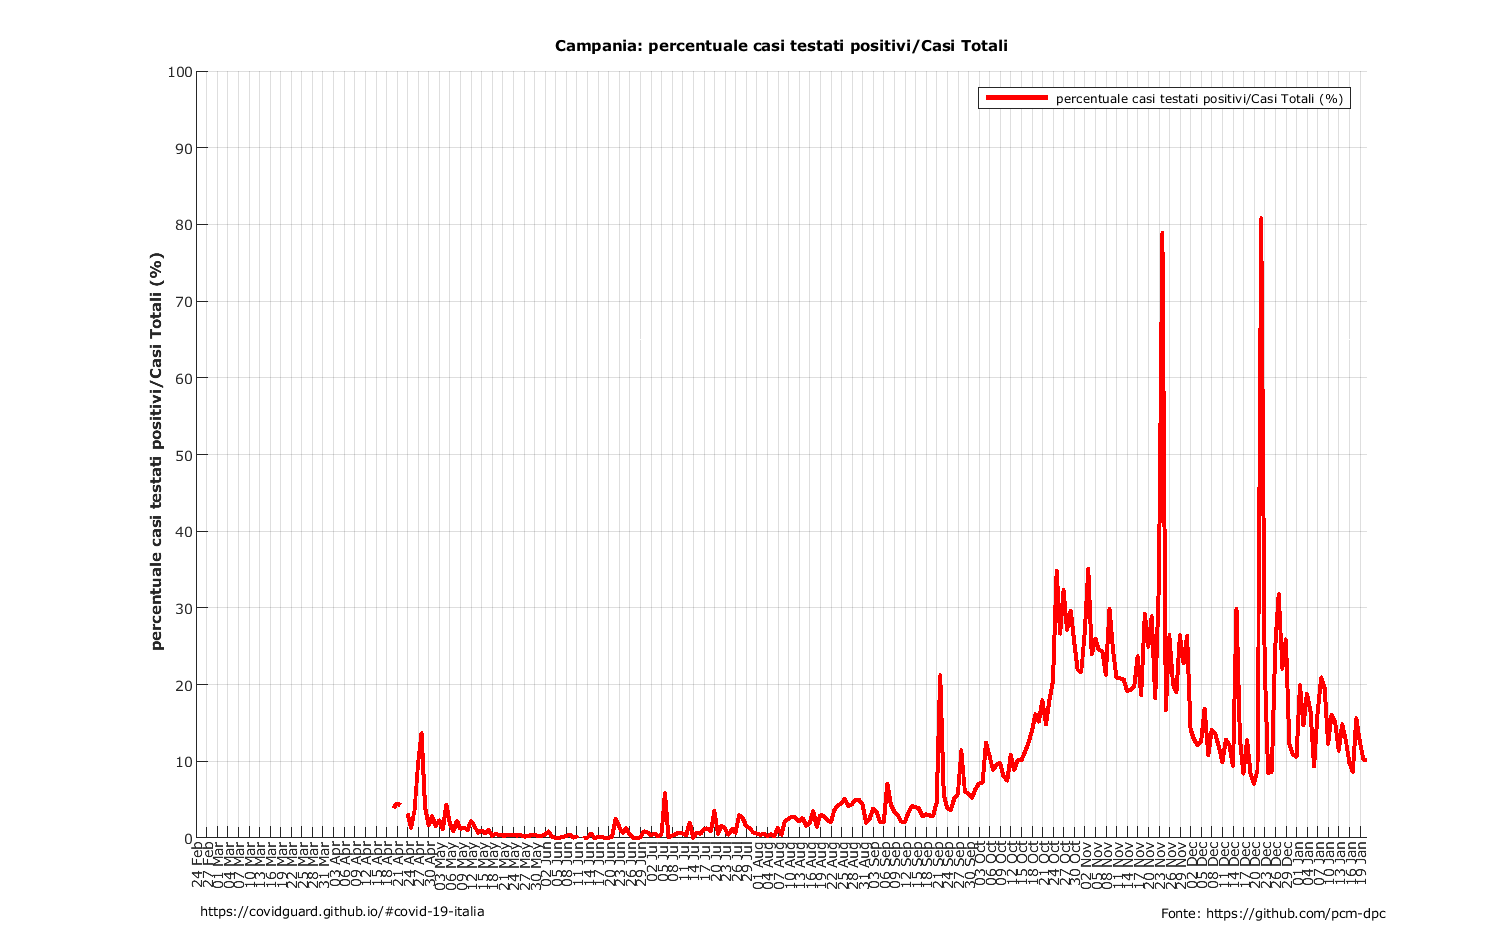 Campania: percentuale casi testati positivi/Casi Totali
percentuale casi testati positivi/Casi Totali (%)
percentuale casi testati positivi/Casi Totali (%)
100
90
80
70
60
50
40
30
20
10
0
24 Feb
27 Feb
01 Mar
04 Mar
07 Mar
10 Mar
13 Mar
16 Mar
19 Mar
22 Mar
25 Mar
28 Mar
31 Mar
03 Apr
06 Apr
09 Apr
12 Apr
15 Apr
18 Apr
21 Apr
24 Apr
27 Apr
30 Apr
03 May
06 May
09 May
12 May
15 May
18 May
21 May
24 May
27 May
30 May
02 Jun
05 Jun
08 Jun
11 Jun
14 Jun
17 Jun
20 Jun
23 Jun
26 Jun
29 Jun
02 Jul
05 Jul
08 Jul
11 Jul
14 Jul
17 Jul
20 Jul
23 Jul
26 Jul
29 Jul
01 Aug
04 Aug
07 Aug
10 Aug
13 Aug
16 Aug
19 Aug
22 Aug
25 Aug
28 Aug
31 Aug
03 Sep
06 Sep
09 Sep
12 Sep
15 Sep
18 Sep
21 Sep
24 Sep
27 Sep
30 Sep
03 Oct
06 Oct
09 Oct
12 Oct
15 Oct
18 Oct
21 Oct
24 Oct
27 Oct
30 Oct
02 Nov
05 Nov
08 Nov
11 Nov
14 Nov
17 Nov
20 Nov
23 Nov
26 Nov
29 Nov
02 Dec
05 Dec
08 Dec
11 Dec
14 Dec
17 Dec
20 Dec
23 Dec
26 Dec
29 Dec
01 Jan
04 Jan
07 Jan
10 Jan
13 Jan
16 Jan
19 Jan
https://covidguard.github.io/#covid-19-italia
Fonte: https://github.com/pcm-dpc